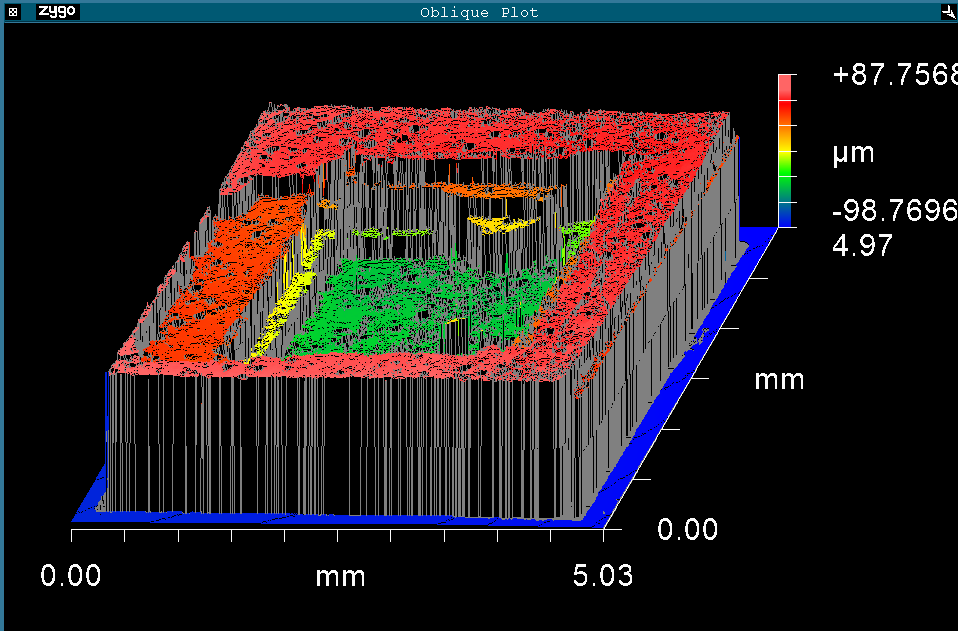 zygo
Oblique Plot
+87.7568
µm
-98.7696
4.97
mm
0.00
0.00
mm
5.03